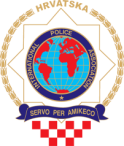 HRVATSKA
INTERNATIONAL POLICE ASSOCIATION
SERVO PER AMIKECO